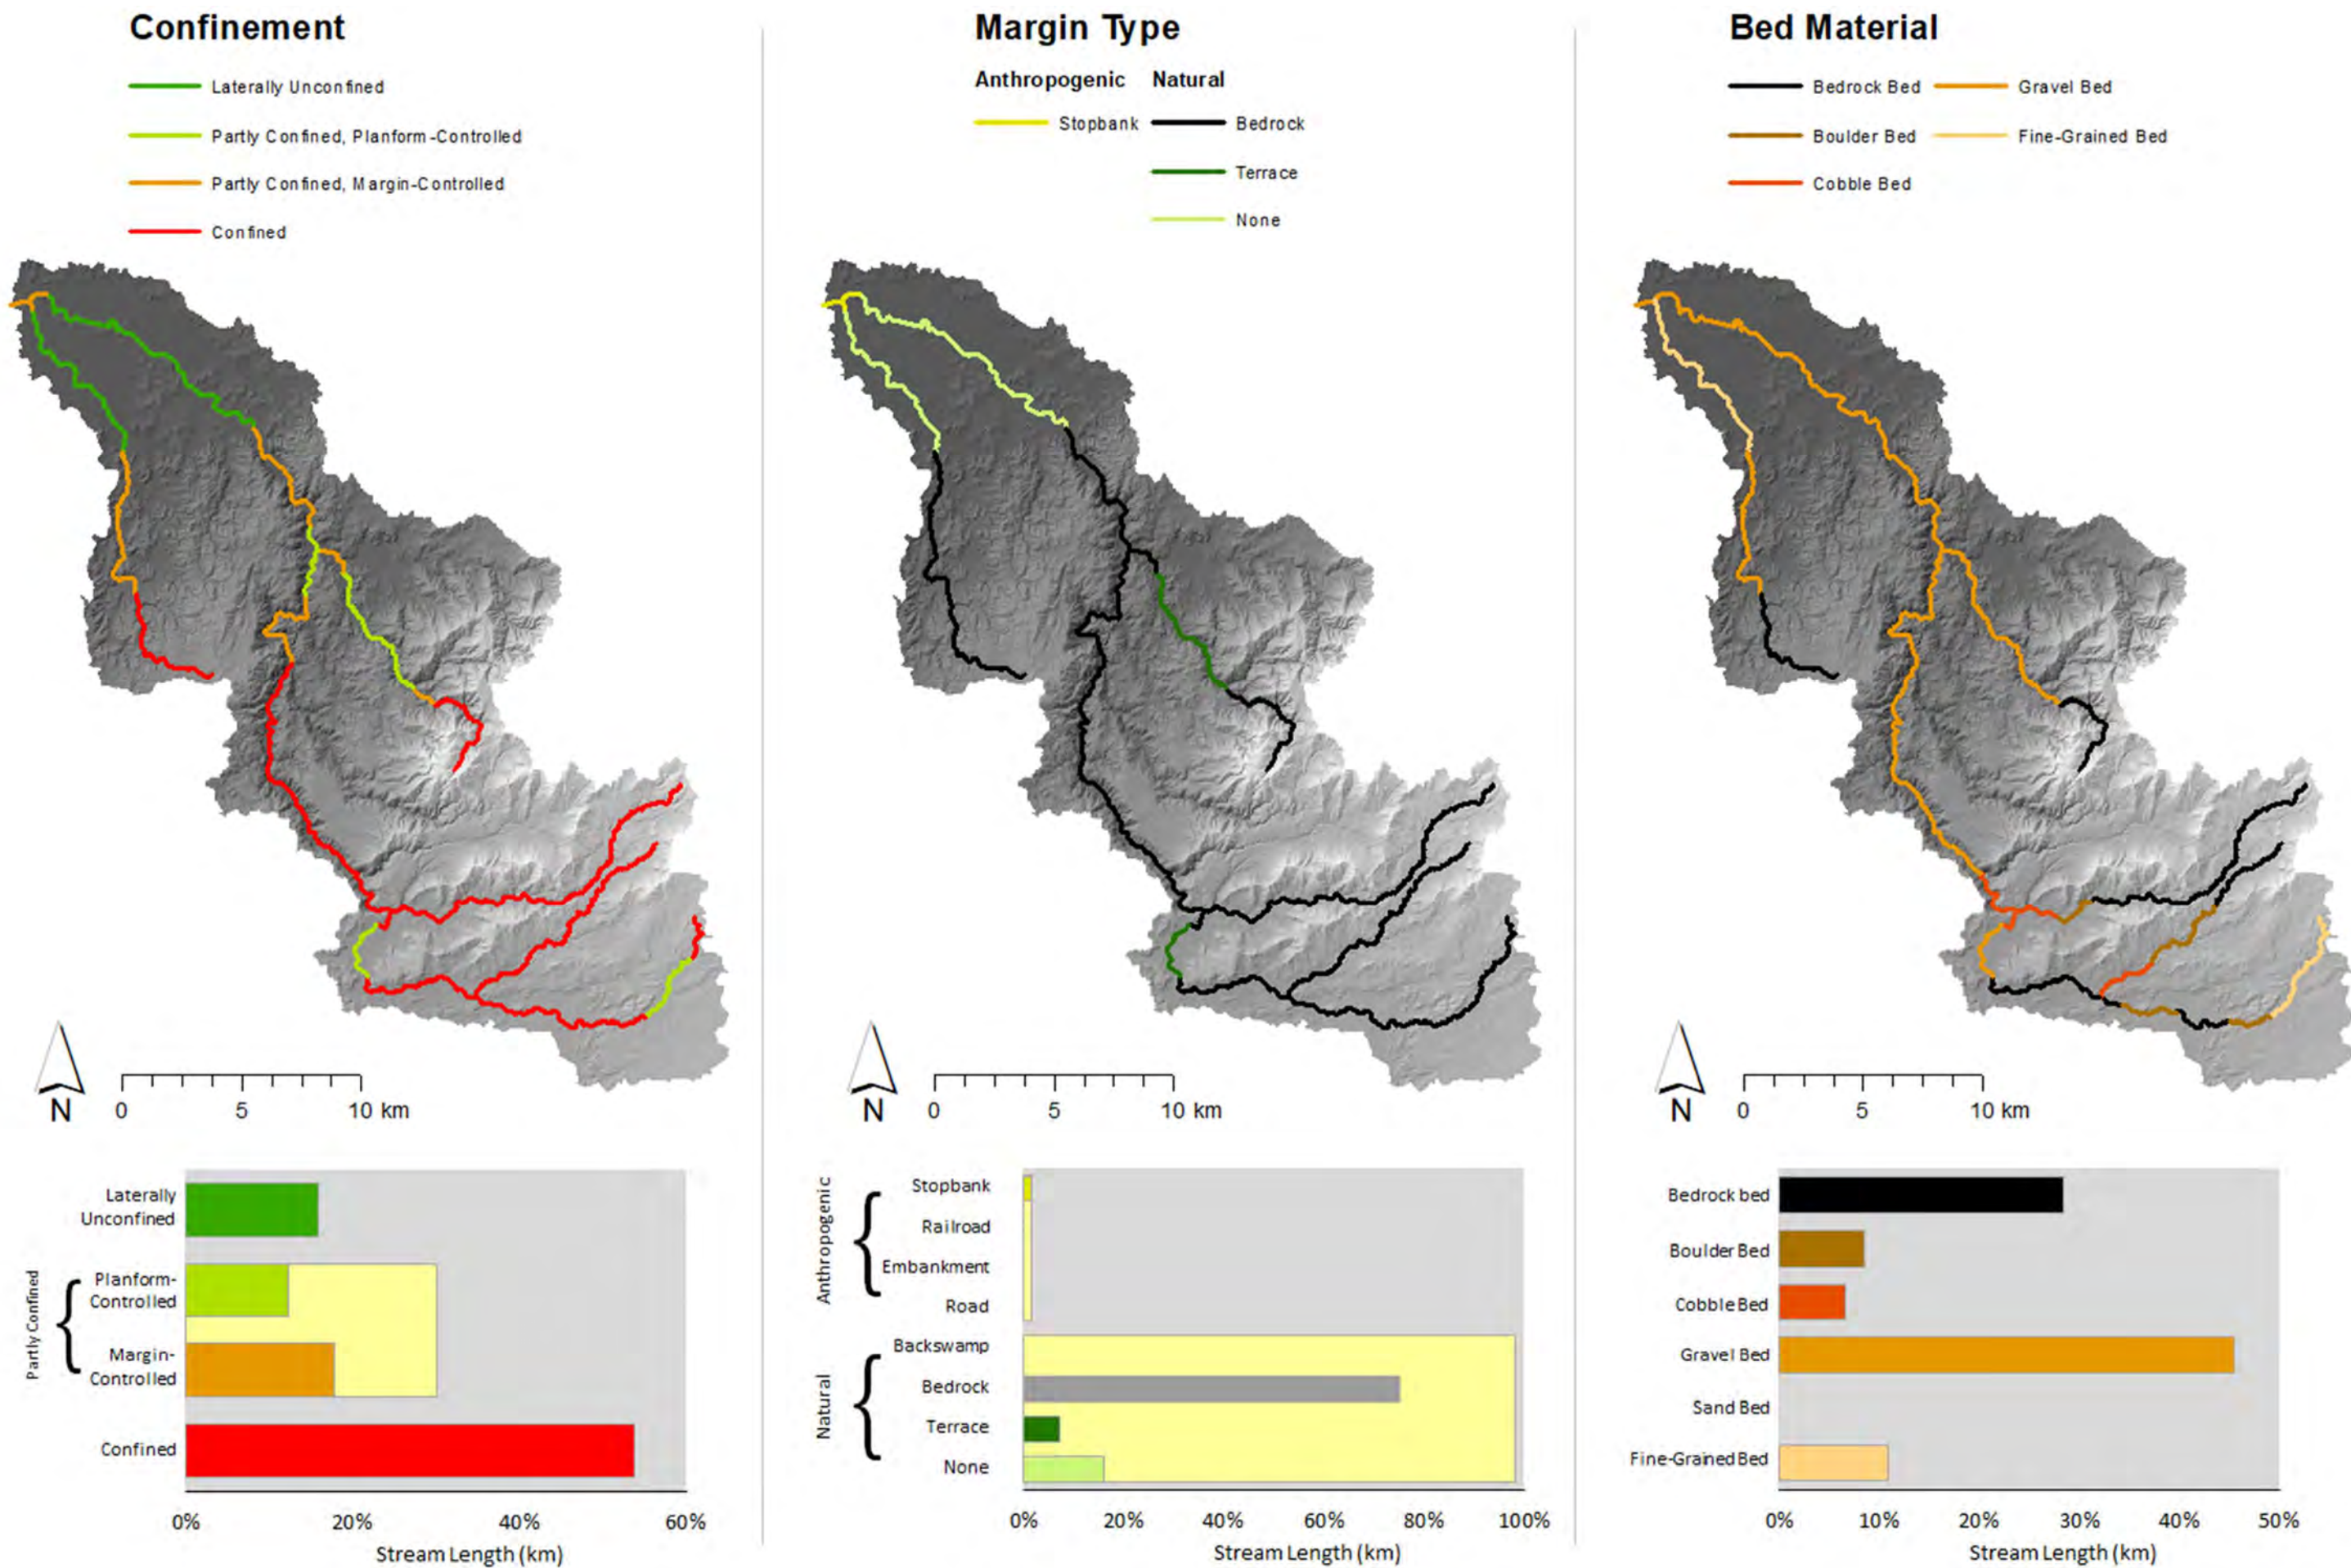 Confinement
Laterally Unconfined
Partly Confined, Planform-Controlled
Partly Confined, Margin-Controlled
Confined
Margin Type
Anthropogenic Natural
Stopbank Bedrock
Terrace
None
Bed Material
Bedrock Bed Gravel Bed
Boulder Bed Fine-Grained Bed
Cobble Bed
N
0 5 10 km
N
0 5 10 km
N
0 5 10 km
Laterally
Unconfined
Partly Confined
Planform-
Controlled
Margin-
Controlled
Confined
0% 20% 40% 60%
Stream Length (km)
Anthropogenic
Stopbank
Railroad
Embankment
Road
Natural
Backswamp
Bedrock
Terrace
None
0% 20% 40% 60% 80% 100%
Stream Length (km)
Bedrock bed
Boulder Bed
Cobble Bed
Gravel Bed
Sand Bed
Fine-Grained Bed
0% 10% 20% 30% 40% 50%
Stream Length (km)